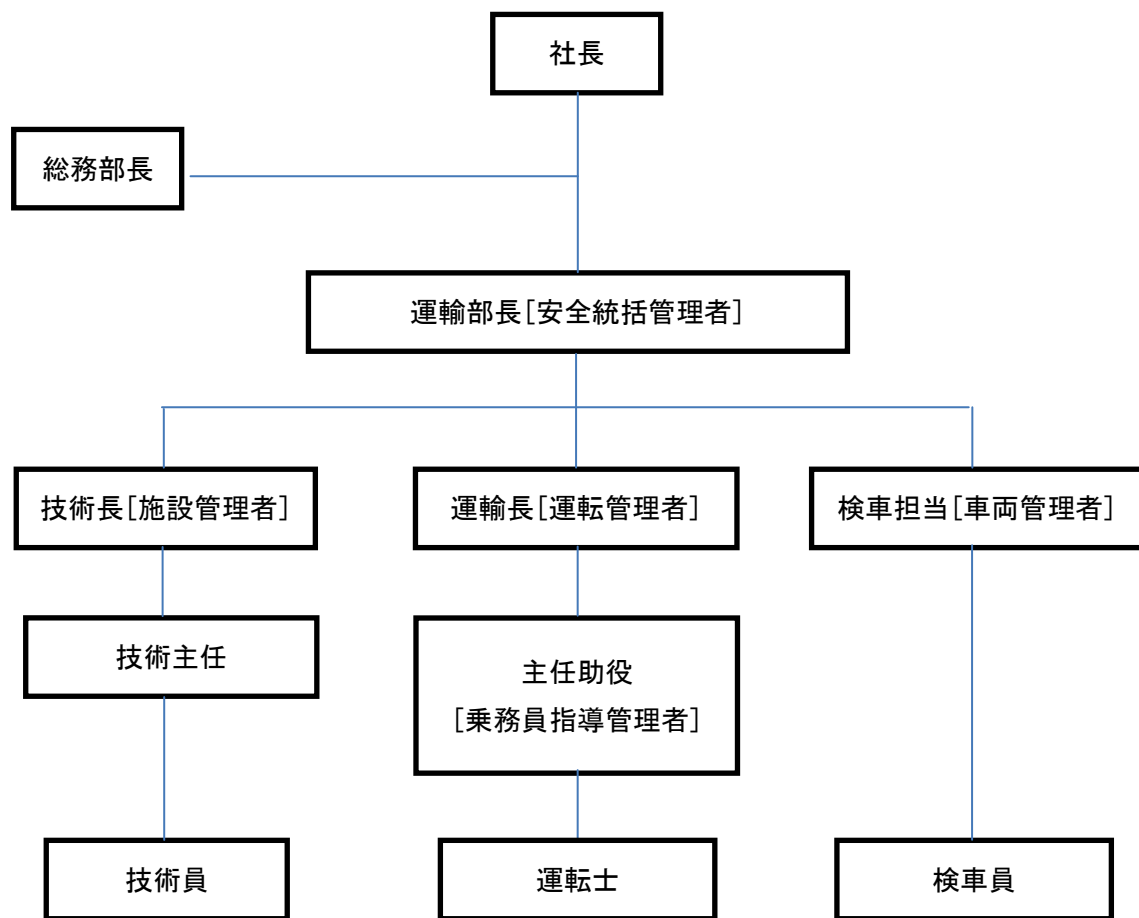 社長
総務部長
運輸部長[安全統括管理者]
技術長[施設管理者]
運輸長[運転管理者]
検車担当[車両管理者]
技術主任
主任助役
[乗務員指導管理者]
技術員
運転士
検車員